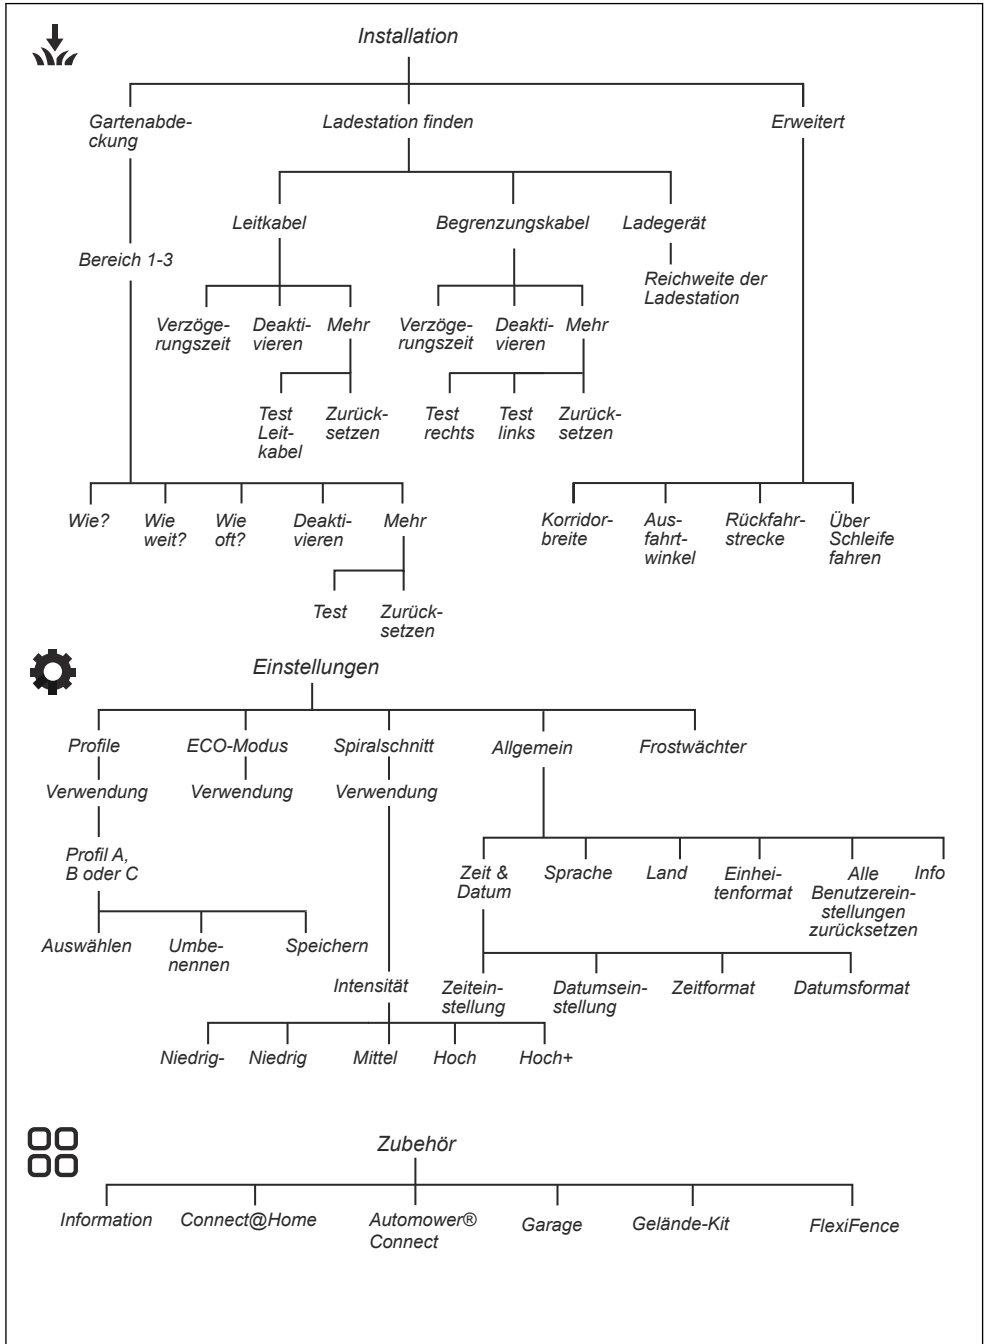 Installation
Gartenabde-
ckung
Ladestation finden
Erweitert
Leitkabel
Begrenzungskabel
Ladegerät
Bereich 1-3
Reichweite der
Ladestation
Verzöge-
rungszeit
Deakti-
vieren
Mehr
Verzöge-
rungszeit
Deakti-
vieren
Mehr
Test
Leit-
kabel
Zurück-
setzen
Test
rechts
Test
links
Zurück-
setzen
Wie?
Wie
weit?
Wie
oft?
Deakti-
vieren
Mehr
Korridor-
breite
Aus-
fahrt-
winkel
Rückfahr-
strecke
Über
Schleife
fahren
Test
Zurück-
setzen
Einstellungen
Profile
ECO-Modus
Spiralschnitt
Allgemein
Frostwächter
Verwendung
Verwendung
Verwendung
Profil A,
B oder C
Zeit &
Datum
Sprache
Land
Einhei-
tenformat
Alle
Benutzerein-
stellungen
zurücksetzen
Info
Auswählen
Umbe-
nennen
Speichern
Intensität
Zeitein-
stellung
Datumsein-
stellung
Zeitformat
Datumsformat
Niedrig-
Niedrig
Mittel
Hoch
Hoch+
Zubehör
Information
Connect@Home
Automower®
Connect
Garage
Gelände-Kit
FlexiFence